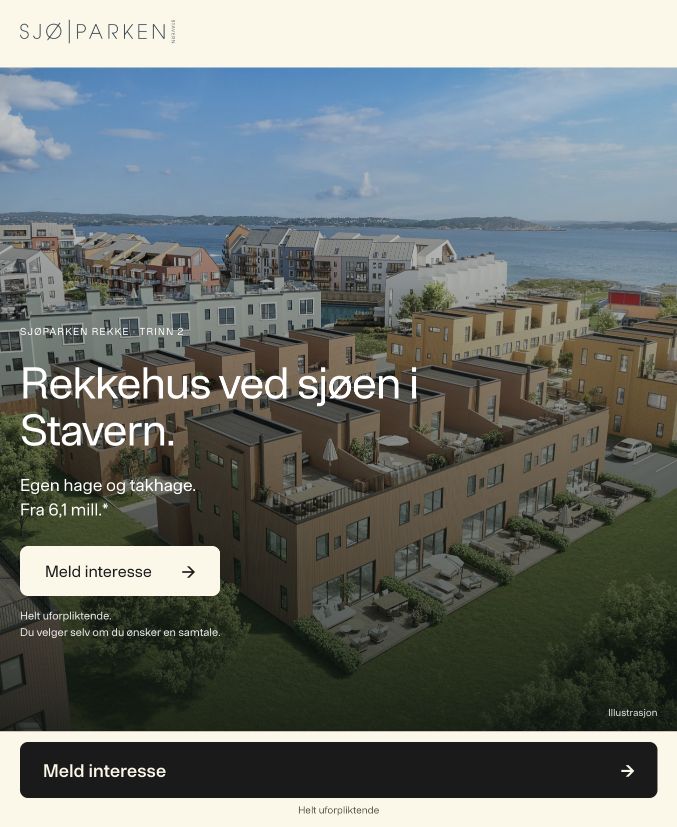 SJØ|PARKEN STAVERN
SJØPARKEN REKKE · TRINN 2
Rekkehus ved sjøen i
Stavern.
Egen hage og takhage.
Fra 6,1 mill.*
Meld interesse →
Helt uforpliktende.
Du velger selv om du ønsker en samtale.
Illustrasjon
Meld interesse →
Helt uforpliktende